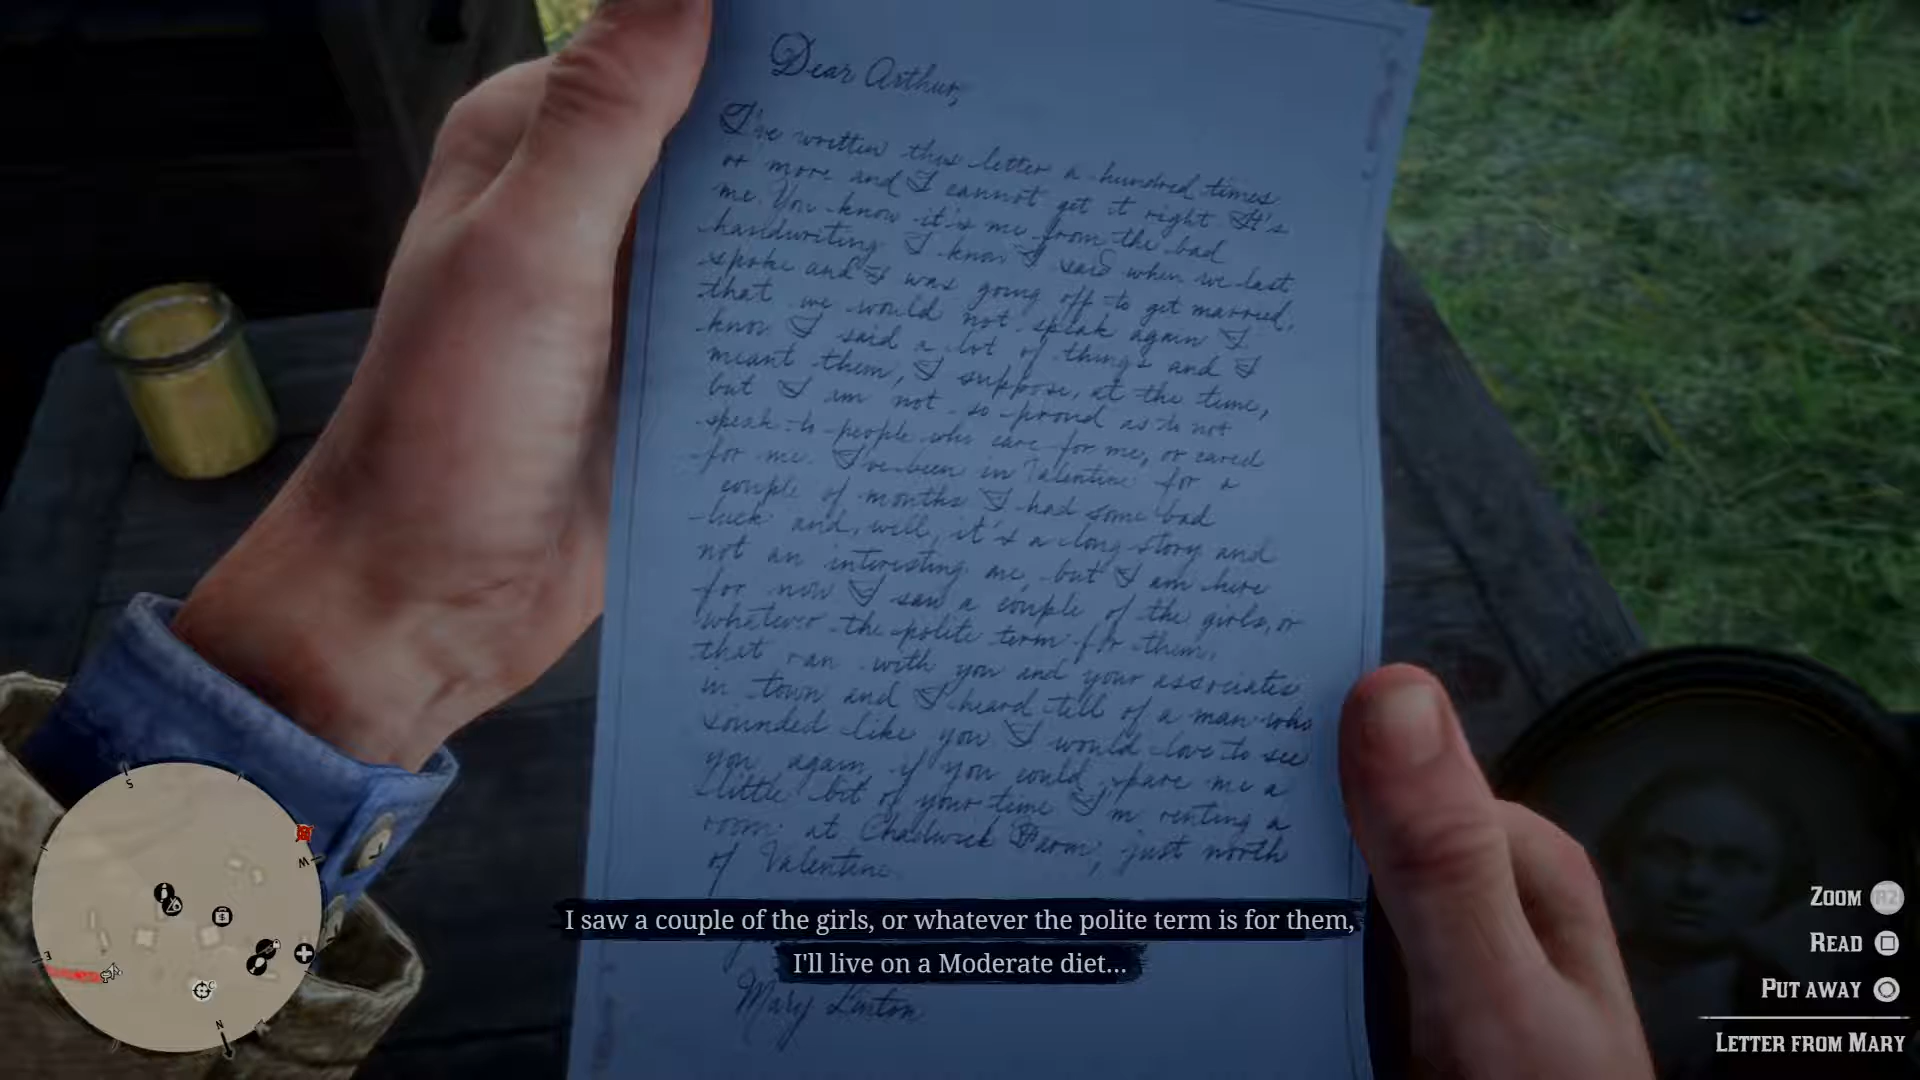 Dear Arthur,
I've written this letter a hundred times
or more and I cannot get it right It's
me. You know it's me from the bad
handwriting I know I said when we last
spoke and I was going off to get married,
that we would not speak again I
know I said a lot of things and I
meant them, I suppose, at the time,
but I am not so proud as to not
speak to people who care for me, or cared
for me. I've been in Valentine for a
couple of months I had some bad
luck and, well, it's a long story and
not an interesting one, but I am here
for now I saw a couple of the girls, or
whatever the polite term for them,
that ran with you and your associates
in town and I heard tell of a man who
sounded like you I would love to see
you again if you could spare me a
little bit of your time I'm renting a
room at Chadwick Farm, just north
of Valentine
I saw a couple of the girls, or whatever the polite term is for them,
I'll live on a Moderate diet...
Mary Linton
S
W
E
N
ZOOM R2
READ
PUT AWAY
LETTER FROM MARY